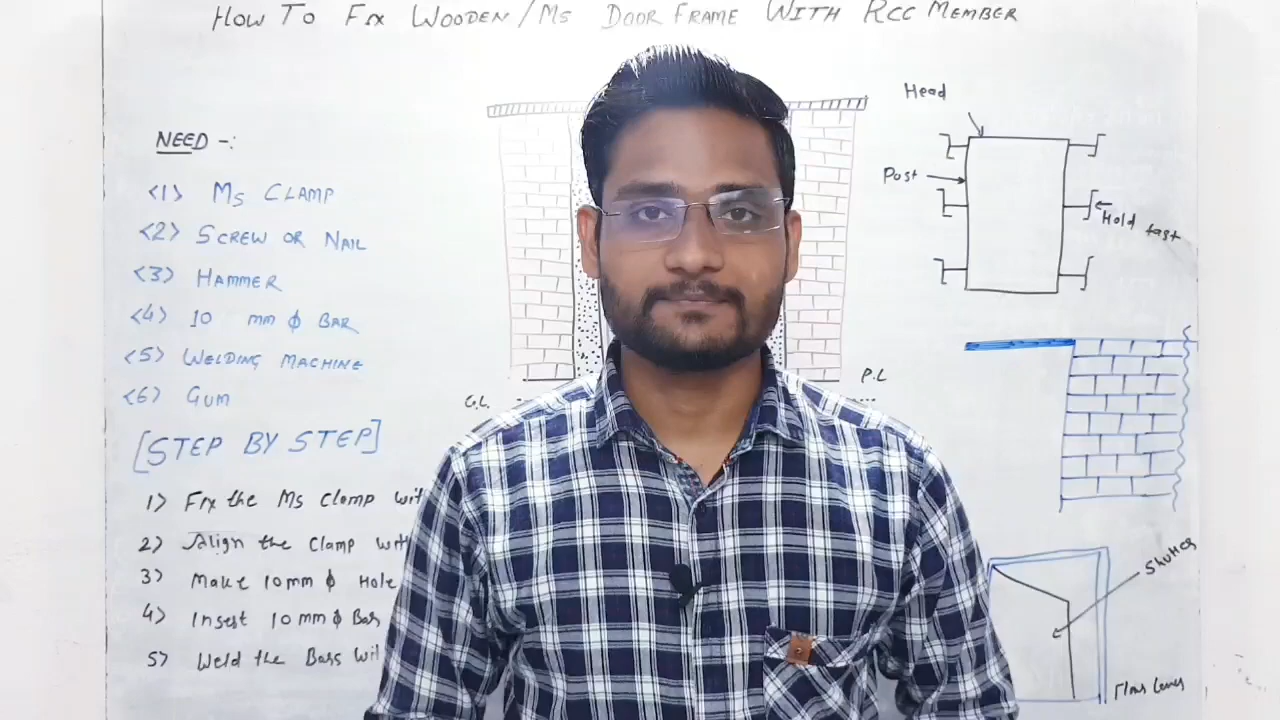 HOW TO FIX WOODEN/MS DOOR FRAME WITH RCC MEMBER
NEED -:
<1> MS CLAMP
<2> SCREW OR NAIL
<3> HAMMER
<4> 10 mm ϕ BAR
<5> WELDING MACHINE
<6> GUM
[STEP BY STEP]
1) Fix the Ms Clamp wit
2) Align the Clamp with
3) Make 10mm ϕ Hole
4) Insert 10mm ϕ Bar
5) Weld the Bars Wit
G.L.
P.L
Head
Post
Hold fast
Shutter